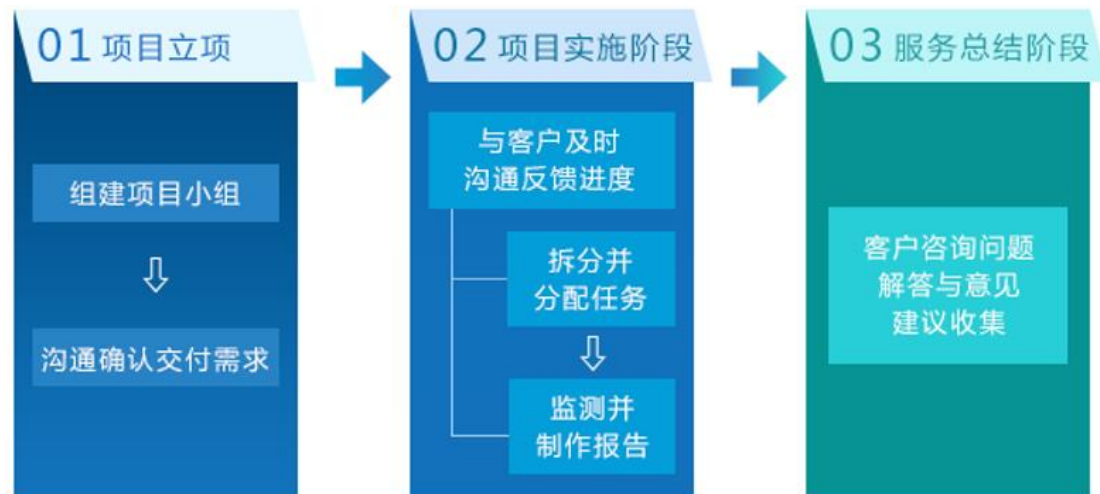 01 项目立项
组建项目小组
沟通确认交付需求
02 项目实施阶段
与客户及时
沟通反馈进度
拆分并
分配任务
监测并
制作报告
03 服务总结阶段
客户咨询问题
解答与意见
建议收集